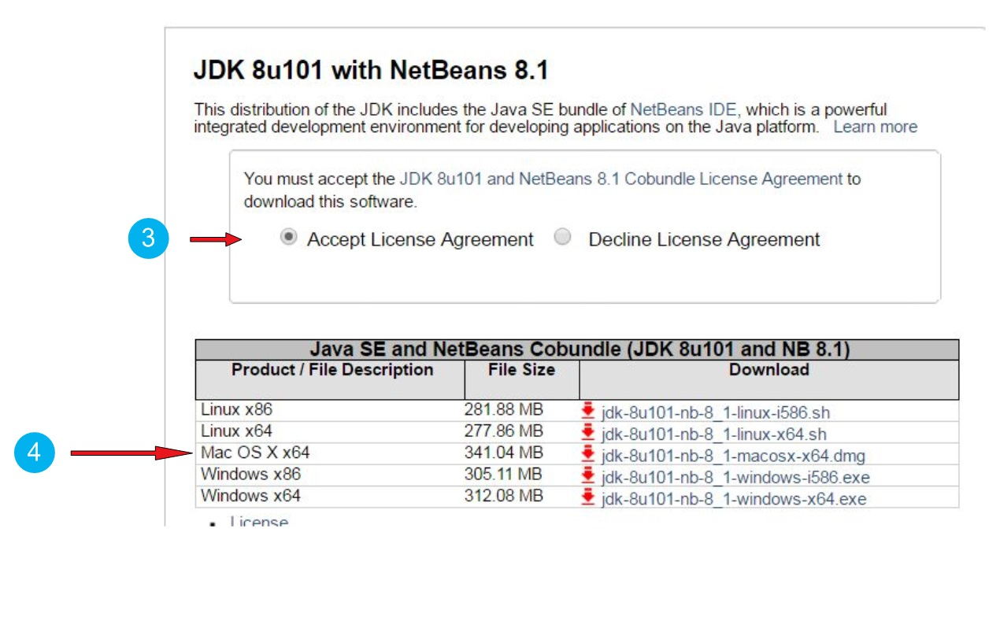 JDK 8u101 with NetBeans 8.1
This distribution of the JDK includes the Java SE bundle of NetBeans IDE, which is a powerful
integrated development environment for developing applications on the Java platform. Learn more
You must accept the JDK 8u101 and NetBeans 8.1 Cobundle License Agreement to
download this software.
3 Accept License Agreement Decline License Agreement
Java SE and NetBeans Cobundle (JDK 8u101 and NB 8.1)
Product / File Description File Size Download
Linux x86 281.88 MB jdk-8u101-nb-8_1-linux-i586.sh
Linux x64 277.86 MB jdk-8u101-nb-8_1-linux-x64.sh
4 Mac OS X x64 341.04 MB jdk-8u101-nb-8_1-macosx-x64.dmg
Windows x86 305.11 MB jdk-8u101-nb-8_1-windows-i586.exe
Windows x64 312.08 MB jdk-8u101-nb-8_1-windows-x64.exe
License